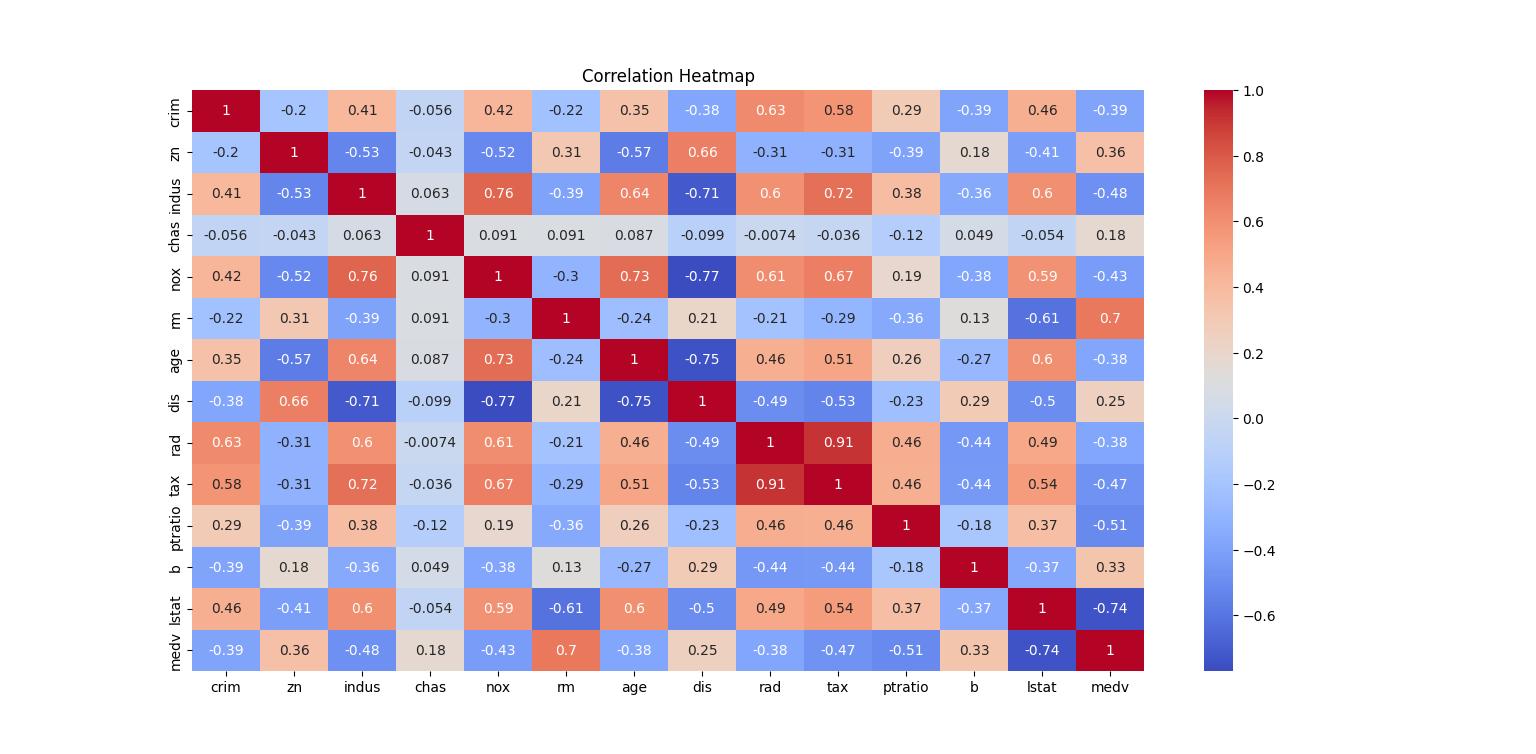 Correlation Heatmap
crim 1 -0.2 0.41 -0.056 0.42 -0.22 0.35 -0.38 0.63 0.58 0.29 -0.39 0.46 -0.39
zn -0.2 1 -0.53 -0.043 -0.52 0.31 -0.57 0.66 -0.31 -0.31 -0.39 0.18 -0.41 0.36
indus 0.41 -0.53 1 0.063 0.76 -0.39 0.64 -0.71 0.6 0.72 0.38 -0.36 0.6 -0.48
chas -0.056 -0.043 0.063 1 0.091 0.091 0.087 -0.099 -0.0074 -0.036 -0.12 0.049 -0.054 0.18
nox 0.42 -0.52 0.76 0.091 1 -0.3 0.73 -0.77 0.61 0.67 0.19 -0.38 0.59 -0.43
rm -0.22 0.31 -0.39 0.091 -0.3 1 -0.24 0.21 -0.21 -0.29 -0.36 0.13 -0.61 0.7
age 0.35 -0.57 0.64 0.087 0.73 -0.24 1 -0.75 0.46 0.51 0.26 -0.27 0.6 -0.38
dis -0.38 0.66 -0.71 -0.099 -0.77 0.21 -0.75 1 -0.49 -0.53 -0.23 0.29 -0.5 0.25
rad 0.63 -0.31 0.6 -0.0074 0.61 -0.21 0.46 -0.49 1 0.91 0.46 -0.44 0.49 -0.38
tax 0.58 -0.31 0.72 -0.036 0.67 -0.29 0.51 -0.53 0.91 1 0.46 -0.44 0.54 -0.47
ptratio 0.29 -0.39 0.38 -0.12 0.19 -0.36 0.26 -0.23 0.46 0.46 1 -0.18 0.37 -0.51
b -0.39 0.18 -0.36 0.049 -0.38 0.13 -0.27 0.29 -0.44 -0.44 -0.18 1 -0.37 0.33
lstat 0.46 -0.41 0.6 -0.054 0.59 -0.61 0.6 -0.5 0.49 0.54 0.37 -0.37 1 -0.74
medv -0.39 0.36 -0.48 0.18 -0.43 0.7 -0.38 0.25 -0.38 -0.47 -0.51 0.33 -0.74 1
crim zn indus chas nox rm age dis rad tax ptratio b lstat medv
1.0
0.8
0.6
0.4
0.2
0.0
−0.2
−0.4
−0.6